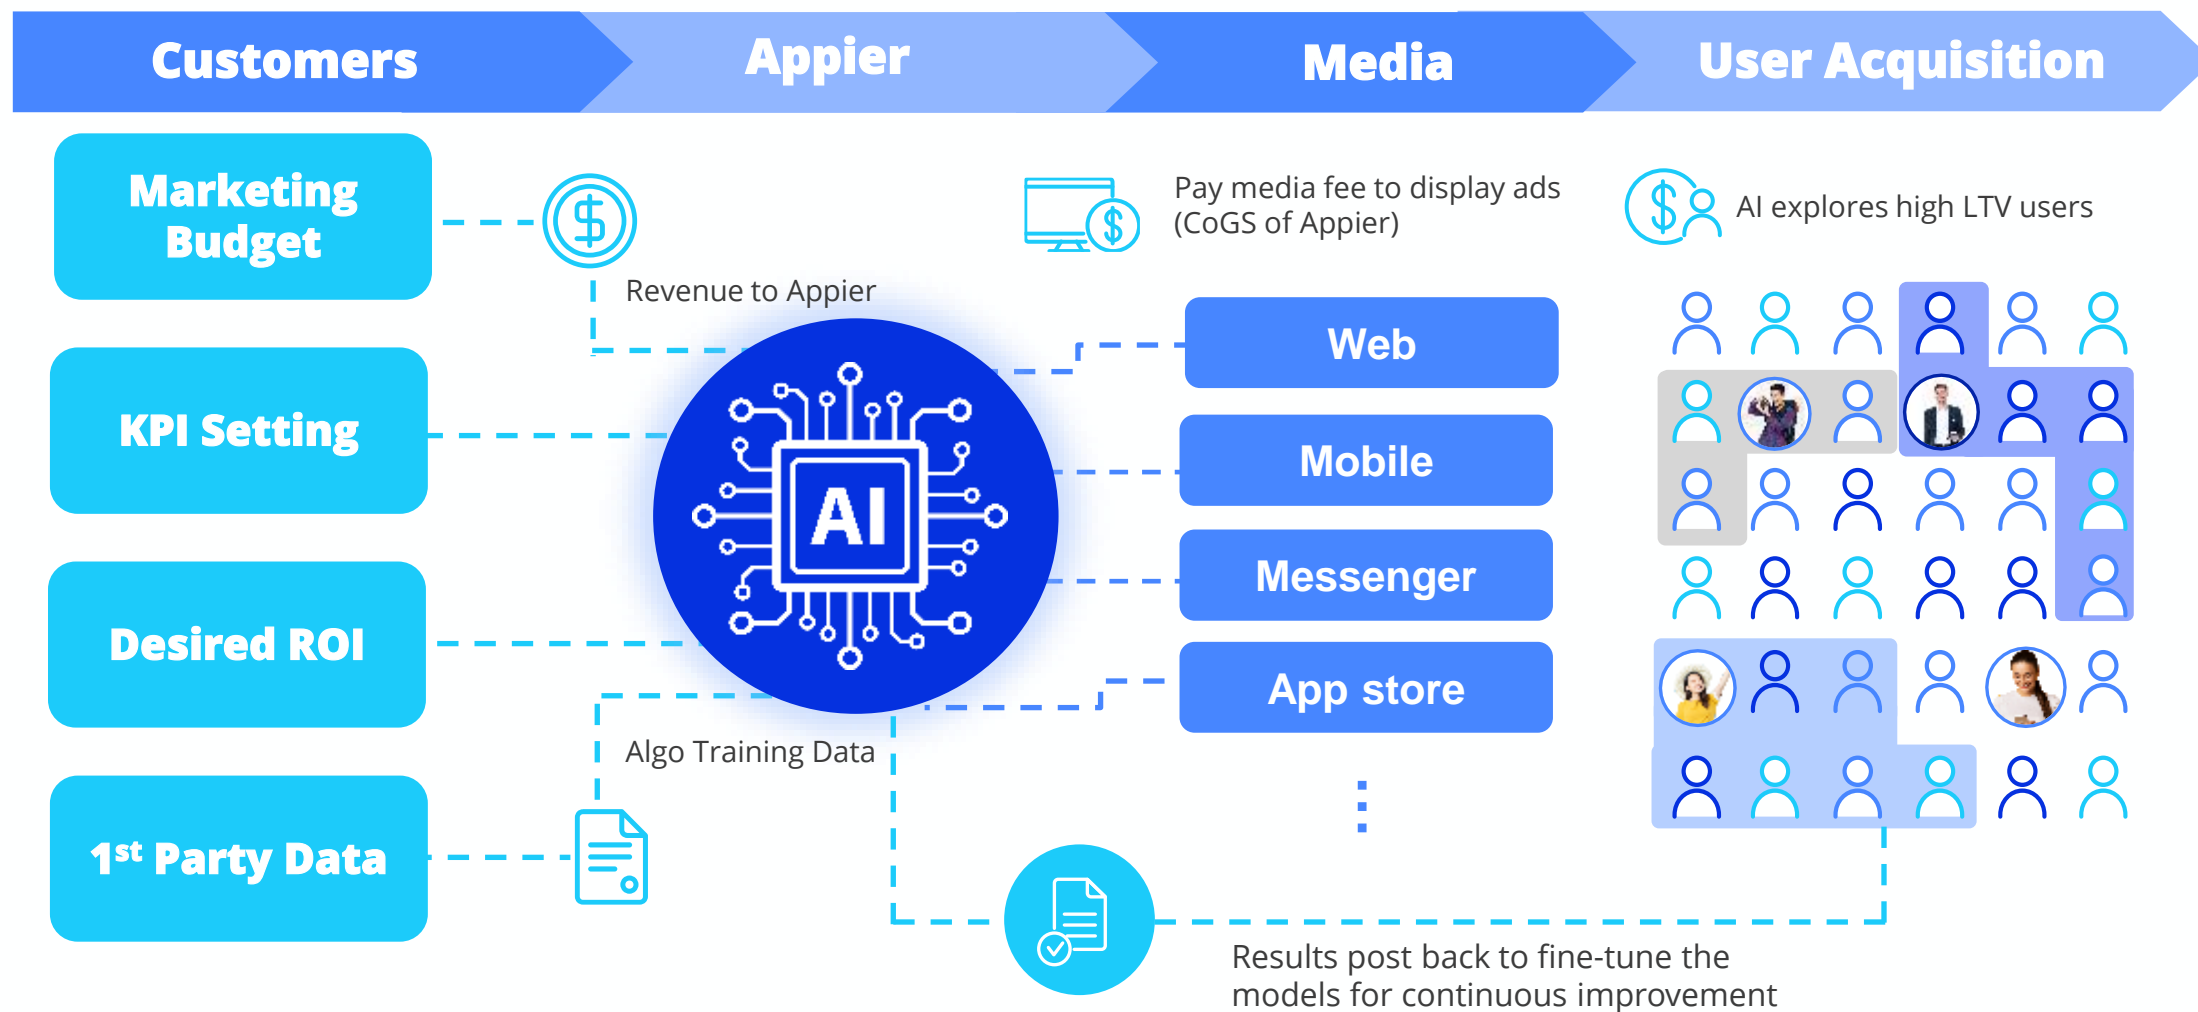 Customers
Appier
Media
User Acquisition
Marketing
Budget
KPI Setting
Desired ROI
1st Party Data
Revenue to Appier
AI
Algo Training Data
Pay media fee to display ads
(CoGS of Appier)
Web
Mobile
Messenger
App store
AI explores high LTV users
Results post back to fine-tune the
models for continuous improvement